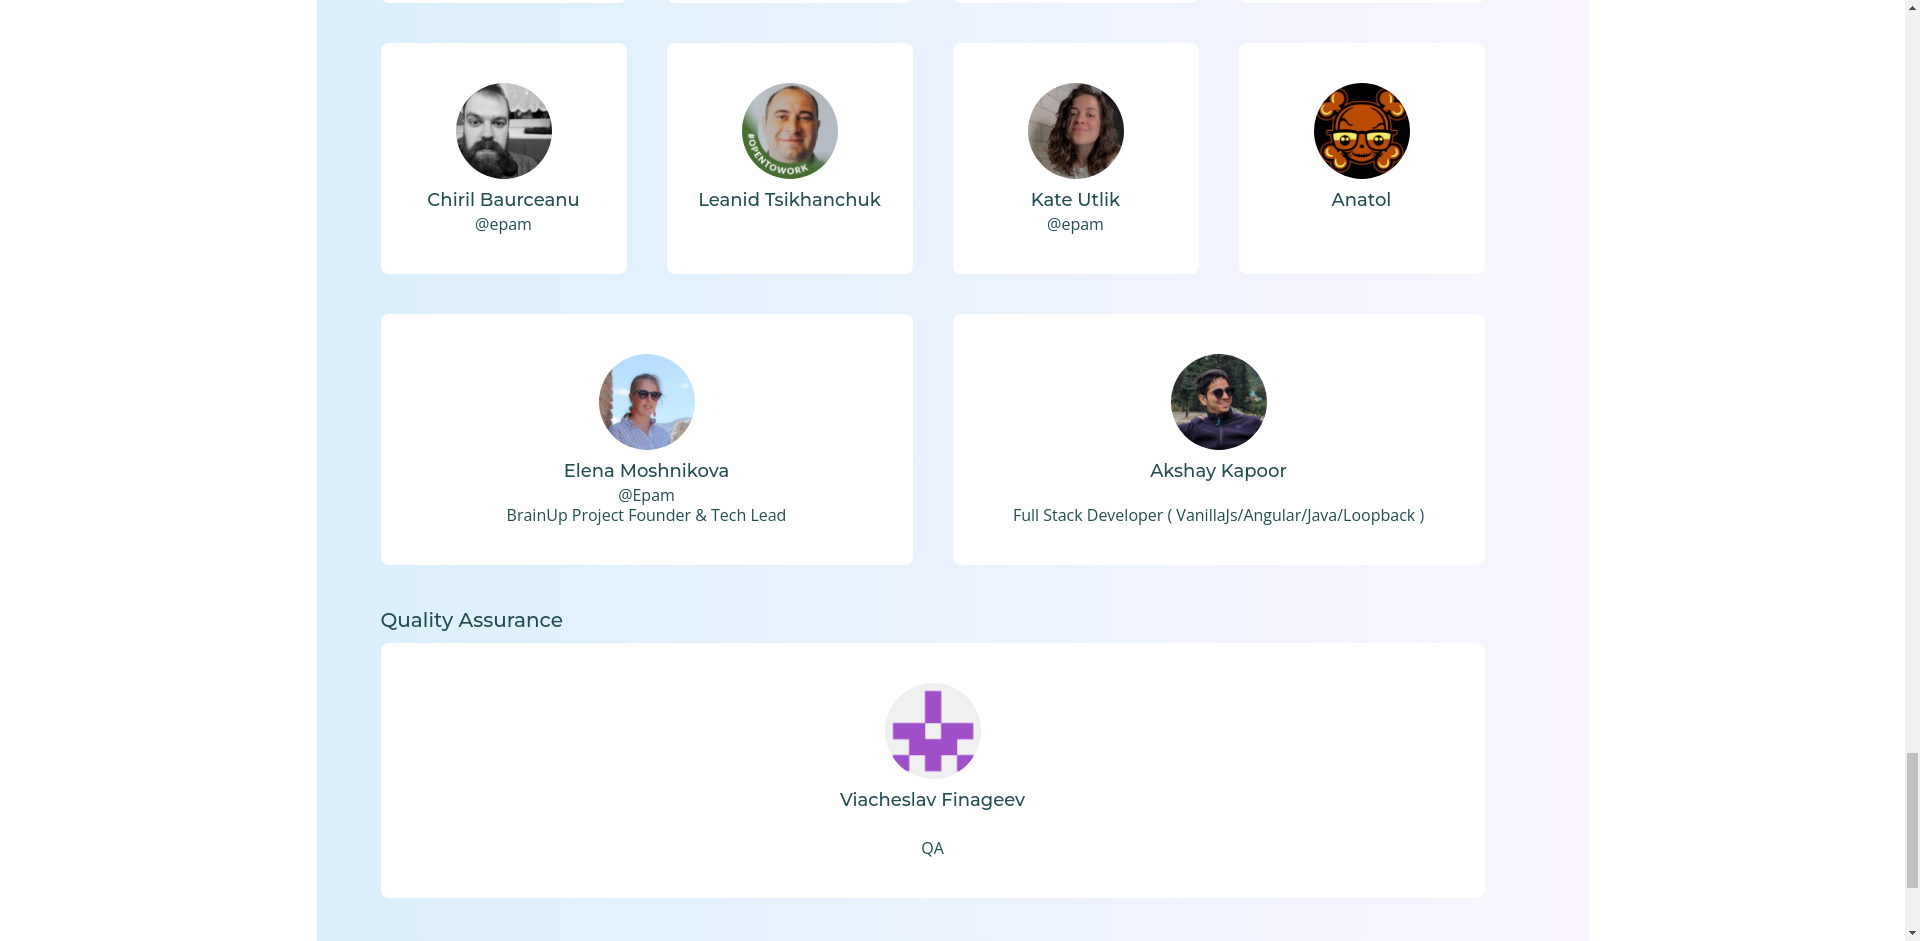 #OPENTOWORK
Chiril Baurceanu
@epam
Leanid Tsikhanchuk
Kate Utlik
@epam
Anatol
Elena Moshnikova
@Epam
BrainUp Project Founder & Tech Lead
Akshay Kapoor
Full Stack Developer ( VanillaJs/Angular/Java/Loopback )
Quality Assurance
Viacheslav Finageev
QA